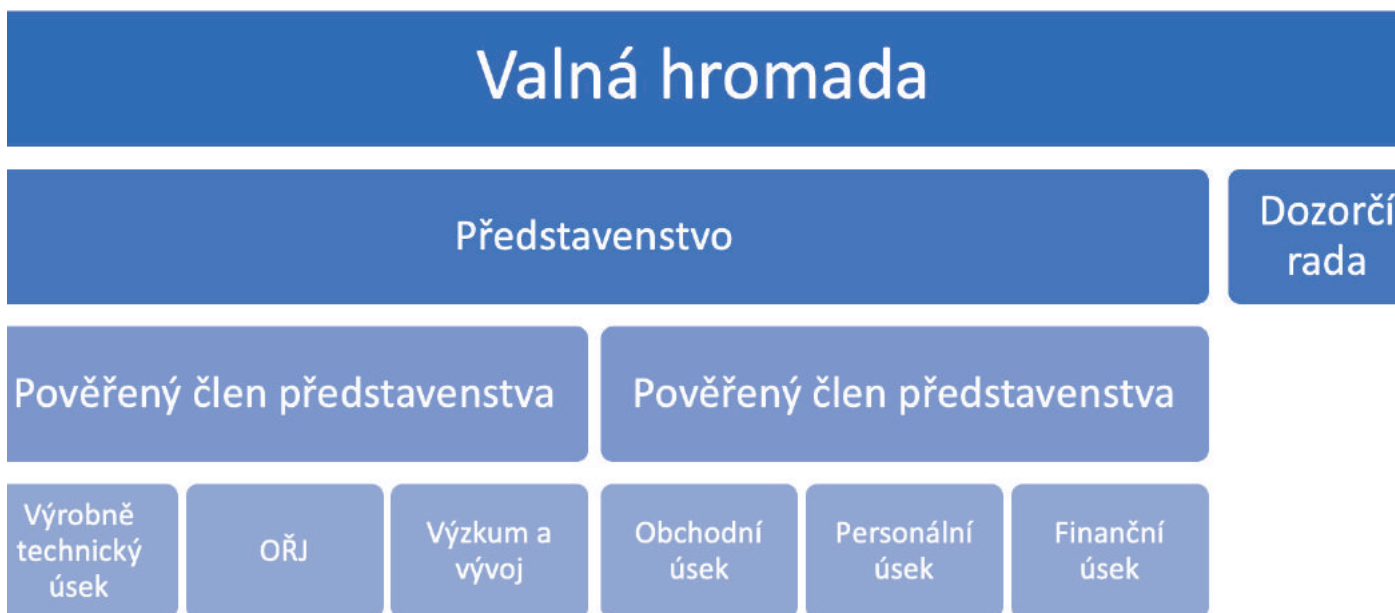 Valná hromada
Představenstvo
Dozorčí
rada
Pověřený člen představenstva
Pověřený člen představenstva
Výrobně
technický
úsek
OŘJ
Výzkum a
vývoj
Obchodní
úsek
Personální
úsek
Finanční
úsek